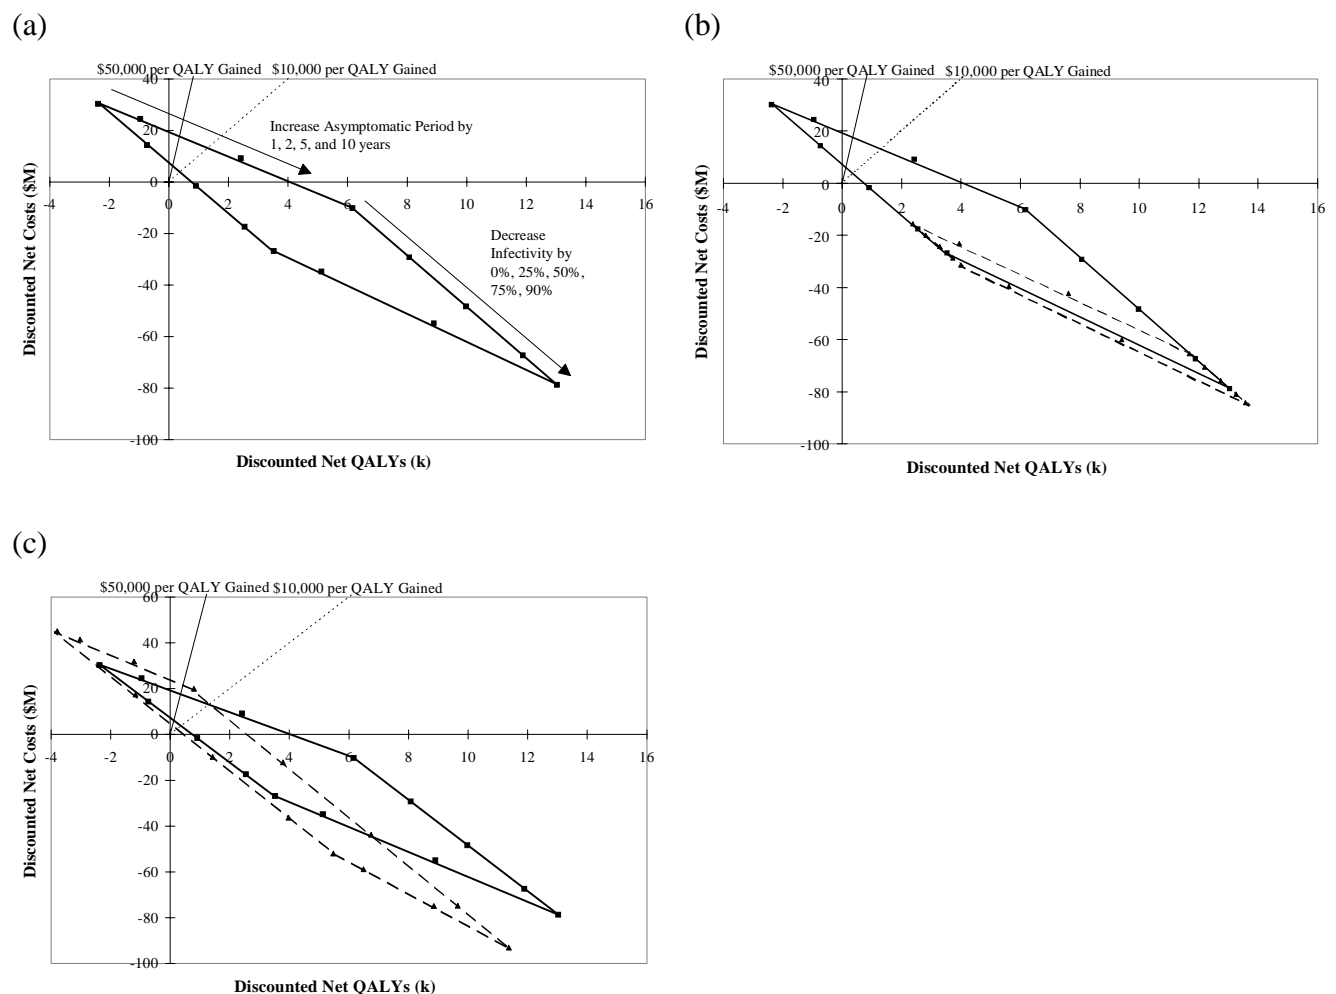 (a)
$50,000 per QALY Gained $10,000 per QALY Gained
40
20
0
-20
-40
-60
-80
-100
-4 -2 0 2 4 6 8 10 12 14 16
Increase Asymptomatic Period by
1, 2, 5, and 10 years
Decrease
Infectivity by
0%, 25%, 50%,
75%, 90%
Discounted Net Costs ($M)
Discounted Net QALYs (k)
(b)
$50,000 per QALY Gained $10,000 per QALY Gained
40
20
0
-20
-40
-60
-80
-100
-4 -2 0 2 4 6 8 10 12 14 16
Discounted Net Costs ($M)
Discounted Net QALYs (k)
(c)
$50,000 per QALY Gained $10,000 per QALY Gained
60
40
20
0
-20
-40
-60
-80
-100
-4 -2 0 2 4 6 8 10 12 14 16
Discounted Net Costs ($M)
Discounted Net QALYs (k)